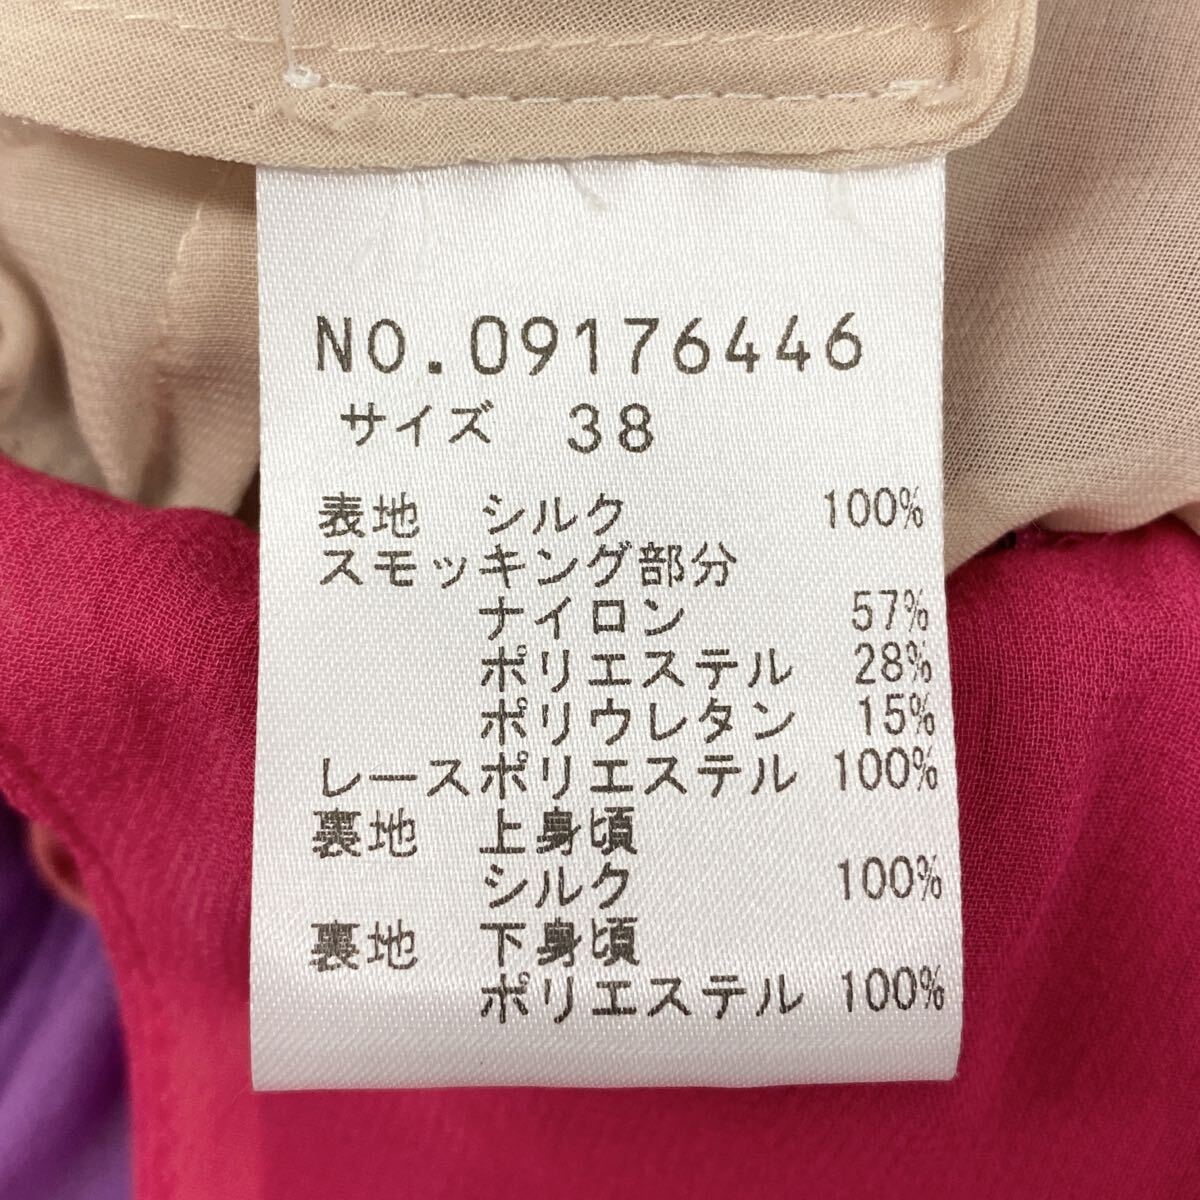 NO.09176446
サイズ 38
表地 シルク 100%
スモッキング部分
ナイロン 57%
ポリエステル 28%
ポリウレタン 15%
レースポリエステル 100%
裏地 上身頃
シルク 100%
裏地 下身頃
ポリエステル 100%